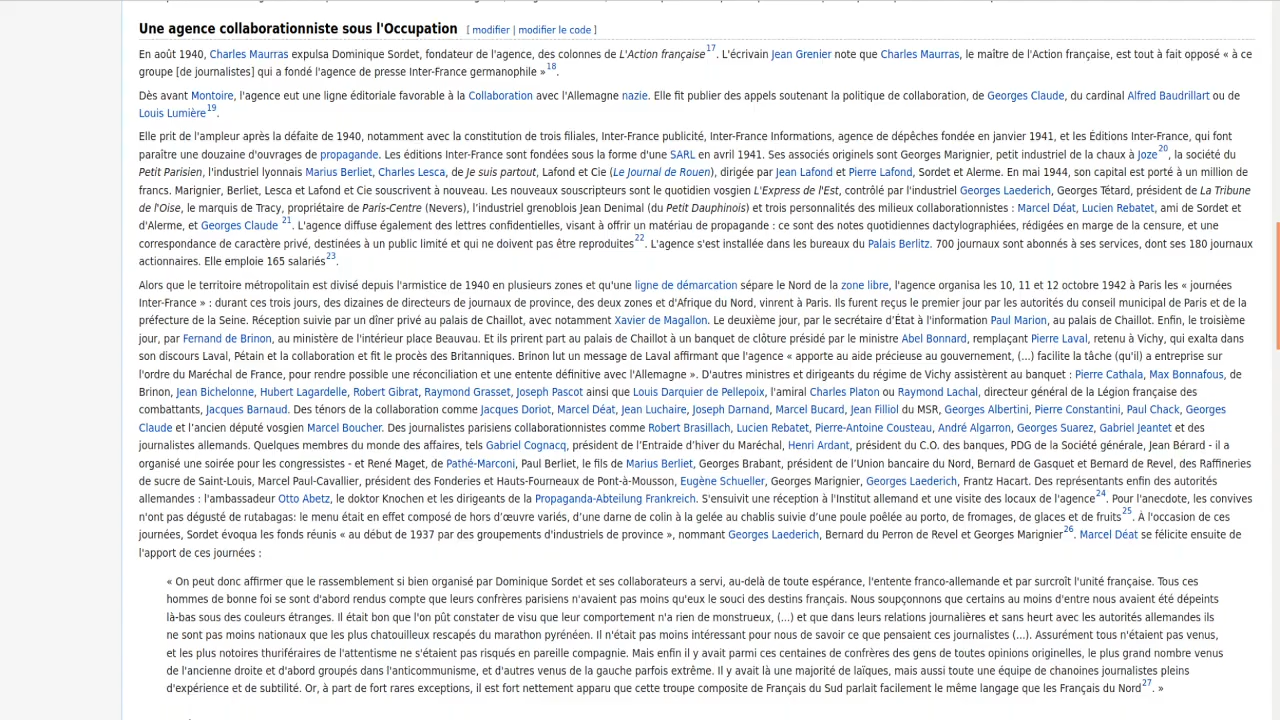 Une agence collaborationniste sous l'Occupation [ modifier | modifier le code ]
En août 1940, Charles Maurras expulsa Dominique Sordet, fondateur de l'agence, des colonnes de L'Action française17. L'écrivain Jean Grenier note que Charles Maurras, le maître de l'Action française, est tout à fait opposé « à ce
groupe [de journalistes] qui a fondé l'agence de presse Inter-France germanophile »18.
Dès avant Montoire, l'agence eut une ligne éditoriale favorable à la Collaboration avec l'Allemagne nazie. Elle fit publier des appels soutenant la politique de collaboration, de Georges Claude, du cardinal Alfred Baudrillart ou de
Louis Lumière19.
Elle prit de l'ampleur après la défaite de 1940, notamment avec la constitution de trois filiales, Inter-France publicité, Inter-France Informations, agence de dépêches fondée en janvier 1941, et les Éditions Inter-France, qui font
paraître une douzaine d'ouvrages de propagande. Les éditions Inter-France sont fondées sous la forme d'une SARL en avril 1941. Ses associés originels sont Georges Marignier, petit industriel de la chaux à Joze20, la société du
Petit Parisien, l'industriel lyonnais Marius Berliet, Charles Lesca, de Je suis partout, Lafond et Cie (Le Journal de Rouen), dirigée par Jean Lafond et Pierre Lafond, Sordet et Alerme. En mai 1944, son capital est porté à un million de
francs. Marignier, Berliet, Lesca et Lafond et Cie souscrivent à nouveau. Les nouveaux souscripteurs sont le quotidien vosgien L'Express de l'Est, contrôlé par l'industriel Georges Laederich, Georges Tétard, président de La Tribune
de l'Oise, le marquis de Tracy, propriétaire de Paris-Centre (Nevers), l’industriel grenoblois Jean Denimal (du Petit Dauphinois) et trois personnalités des milieux collaborationnistes : Marcel Déat, Lucien Rebatet, ami de Sordet et
d'Alerme, et Georges Claude 21. L'agence diffuse également des lettres confidentielles, visant à offrir un matériau de propagande : ce sont des notes quotidiennes dactylographiées, rédigées en marge de la censure, et une
correspondance de caractère privé, destinées à un public limité et qui ne doivent pas être reproduites22. L'agence s'est installée dans les bureaux du Palais Berlitz. 700 journaux sont abonnés à ses services, dont ses 180 journaux
actionnaires. Elle emploie 165 salariés23.
Alors que le territoire métropolitain est divisé depuis l'armistice de 1940 en plusieurs zones et qu'une ligne de démarcation sépare le Nord de la zone libre, l'agence organisa les 10, 11 et 12 octobre 1942 à Paris les « journées
Inter-France » : durant ces trois jours, des dizaines de directeurs de journaux de province, des deux zones et d'Afrique du Nord, vinrent à Paris. Ils furent reçus le premier jour par les autorités du conseil municipal de Paris et de la
préfecture de la Seine. Réception suivie par un dîner privé au palais de Chaillot, avec notamment Xavier de Magallon. Le deuxième jour, par le secrétaire d’État à l'information Paul Marion, au palais de Chaillot. Enfin, le troisième
jour, par Fernand de Brinon, au ministère de l'intérieur place Beauvau. Et ils prirent part au palais de Chaillot à un banquet de clôture présidé par le ministre Abel Bonnard, remplaçant Pierre Laval, retenu à Vichy, qui exalta dans
son discours Laval, Pétain et la collaboration et fit le procès des Britanniques. Brinon lut un message de Laval affirmant que l'agence « apporte au aide précieuse au gouvernement, (...) facilite la tâche (qu'il) a entreprise sur
l'ordre du Maréchal de France, pour rendre possible une réconciliation et une entente définitive avec l'Allemagne ». D'autres ministres et dirigeants du régime de Vichy assistèrent au banquet : Pierre Cathala, Max Bonnafous, de
Brinon, Jean Bichelonne, Hubert Lagardelle, Robert Gibrat, Raymond Grasset, Joseph Pascot ainsi que Louis Darquier de Pellepoix, l'amiral Charles Platon ou Raymond Lachal, directeur général de la Légion française des
combattants, Jacques Barnaud. Des ténors de la collaboration comme Jacques Doriot, Marcel Déat, Jean Luchaire, Joseph Darnand, Marcel Bucard, Jean Filliol du MSR, Georges Albertini, Pierre Constantini, Paul Chack, Georges
Claude et l’ancien député vosgien Marcel Boucher. Des journalistes parisiens collaborationnistes comme Robert Brasillach, Lucien Rebatet, Pierre-Antoine Cousteau, André Algarron, Georges Suarez, Gabriel Jeantet et des
journalistes allemands. Quelques membres du monde des affaires, tels Gabriel Cognacq, président de l’Entraide d’hiver du Maréchal, Henri Ardant, président du C.O. des banques, PDG de la Société générale, Jean Bérard - il a
organisé une soirée pour les congressistes - et René Maget, de Pathé-Marconi, Paul Berliet, le fils de Marius Berliet, Georges Brabant, président de l’Union bancaire du Nord, Bernard de Gasquet et Bernard de Revel, des Raffineries
de sucre de Saint-Louis, Marcel Paul-Cavallier, président des Fonderies et Hauts-Fourneaux de Pont-à-Mousson, Eugène Schueller, Georges Marignier, Georges Laederich, Frantz Hacart. Des représentants enfin des autorités
allemandes : l'ambassadeur Otto Abetz, le doktor Knochen et les dirigeants de la Propaganda-Abteilung Frankreich. S'ensuivit une réception à l'Institut allemand et une visite des locaux de l'agence24. Pour l'anecdote, les convives
n'ont pas dégusté de rutabagas: le menu était en effet composé de hors d’œuvre variés, d’une darne de colin à la gelée au chablis suivie d’une poule poêlée au porto, de fromages, de glaces et de fruits25. À l'occasion de ces
journées, Sordet évoqua les fonds réunis « au début de 1937 par des groupements d'industriels de province », nommant Georges Laederich, Bernard du Perron de Revel et Georges Marignier26. Marcel Déat se félicite ensuite de
l'apport de ces journées :
« On peut donc affirmer que le rassemblement si bien organisé par Dominique Sordet et ses collaborateurs a servi, au-delà de toute espérance, l'entente franco-allemande et par surcroît l'unité française. Tous ces
hommes de bonne foi se sont d'abord rendus compte que leurs confrères parisiens n'avaient pas moins qu'eux le souci des destins français. Nous soupçonnons que certains au moins d'entre nous avaient été dépeints
là-bas sous des couleurs étranges. Il était bon que l'on pût constater de visu que leur comportement n'a rien de monstrueux, (...) et que dans leurs relations journalières et sans heurt avec les autorités allemandes ils
ne sont pas moins nationaux que les plus chatouilleux rescapés du marathon pyrénéen. Il n'était pas moins intéressant pour nous de savoir ce que pensaient ces journalistes (...). Assurément tous n'étaient pas venus,
et les plus notoires thuriféraires de l'attentisme ne s'étaient pas risqués en pareille compagnie. Mais enfin il y avait parmi ces centaines de confrères des gens de toutes opinions originelles, le plus grand nombre venus
de l'ancienne droite et d'abord groupés dans l'anticommunisme, et d'autres venus de la gauche parfois extrême. Il y avait là une majorité de laïques, mais aussi toute une équipe de chanoines journalistes pleins
d'expérience et de subtilité. Or, à part de fort rares exceptions, il est fort nettement apparu que cette troupe composite de Français du Sud parlait facilement le même langage que les Français du Nord27. »